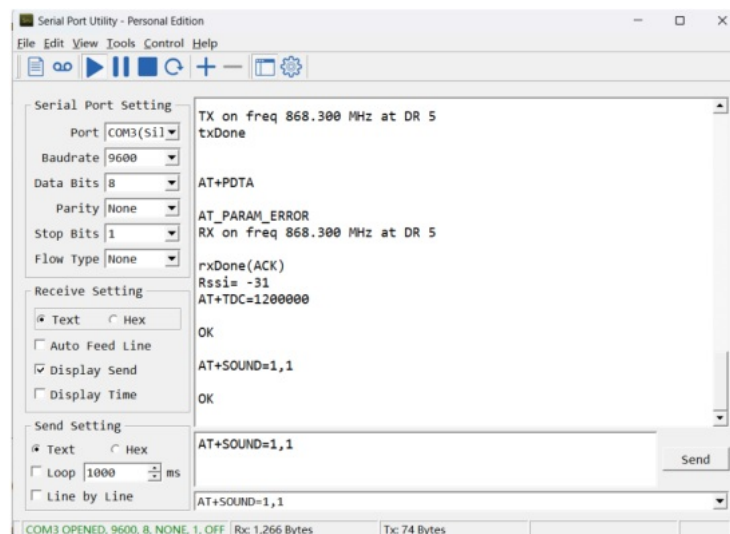 Serial Port Utility - Personal Edition
File Edit View Tools Control Help
Serial Port Setting
Port COM3(Sil
Baudrate 9600
Data Bits 8
Parity None
Stop Bits 1
Flow Type None
Receive Setting
Text Hex
Auto Feed Line
Display Send
Display Time
Send Setting
Text Hex
Loop 1000 ms
Line by Line
TX on freq 868.300 MHz at DR 5
txDone
AT+PDTA
AT_PARAM_ERROR
RX on freq 868.300 MHz at DR 5
rxDone(ACK)
Rssi= -31
AT+TDC=1200000
OK
AT+SOUND=1,1
OK
AT+SOUND=1,1
Send
AT+SOUND=1,1
COM3 OPENED, 9600, 8, NONE, 1, OFF Rx: 1,266 Bytes Tx: 74 Bytes